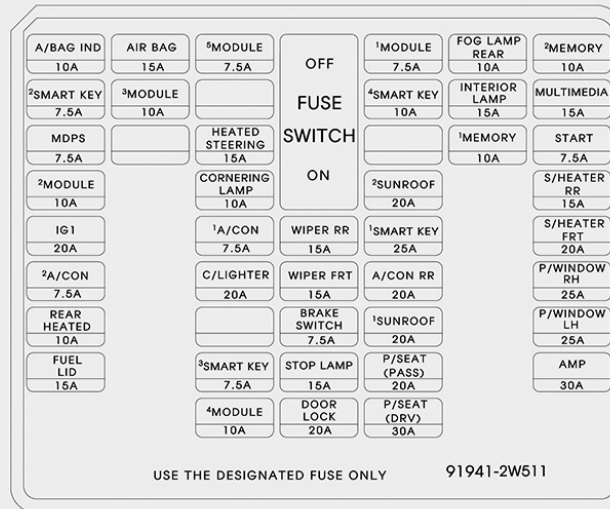 A/BAG IND
10A
AIR BAG
15A
⁵MODULE
7.5A
OFF
FUSE
SWITCH
ON
¹MODULE
7.5A
FOG LAMP
REAR
10A
²MEMORY
10A
²SMART KEY
7.5A
³MODULE
10A
⁴SMART KEY
10A
INTERIOR
LAMP
15A
MULTIMEDIA
15A
MDPS
7.5A
HEATED
STEERING
15A
¹MEMORY
10A
START
7.5A
²MODULE
10A
CORNERING
LAMP
10A
²SUNROOF
20A
S/HEATER
RR
15A
IG1
20A
¹A/CON
7.5A
WIPER RR
15A
¹SMART KEY
25A
S/HEATER
FRT
20A
²A/CON
7.5A
C/LIGHTER
20A
WIPER FRT
15A
A/CON RR
20A
P/WINDOW
RH
25A
REAR
HEATED
10A
BRAKE
SWITCH
7.5A
¹SUNROOF
20A
P/WINDOW
LH
25A
FUEL
LID
15A
³SMART KEY
7.5A
STOP LAMP
15A
P/SEAT
(PASS)
20A
AMP
30A
⁴MODULE
10A
DOOR
LOCK
20A
P/SEAT
(DRV)
30A
USE THE DESIGNATED FUSE ONLY
91941-2W511